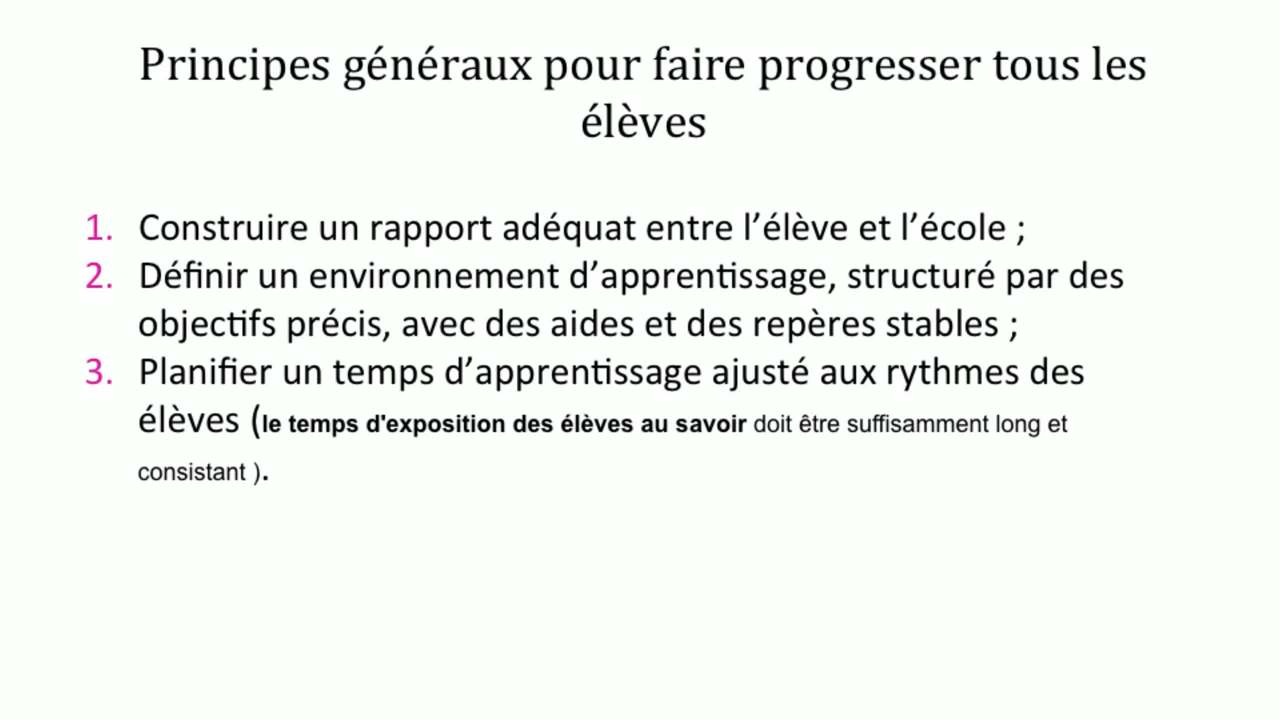 Principes généraux pour faire progresser tous les
élèves
1. Construire un rapport adéquat entre l’élève et l’école ;
2. Définir un environnement d’apprentissage, structuré par des
objectifs précis, avec des aides et des repères stables ;
3. Planifier un temps d’apprentissage ajusté aux rythmes des
élèves (le temps d'exposition des élèves au savoir doit être suffisamment long et
consistant ).